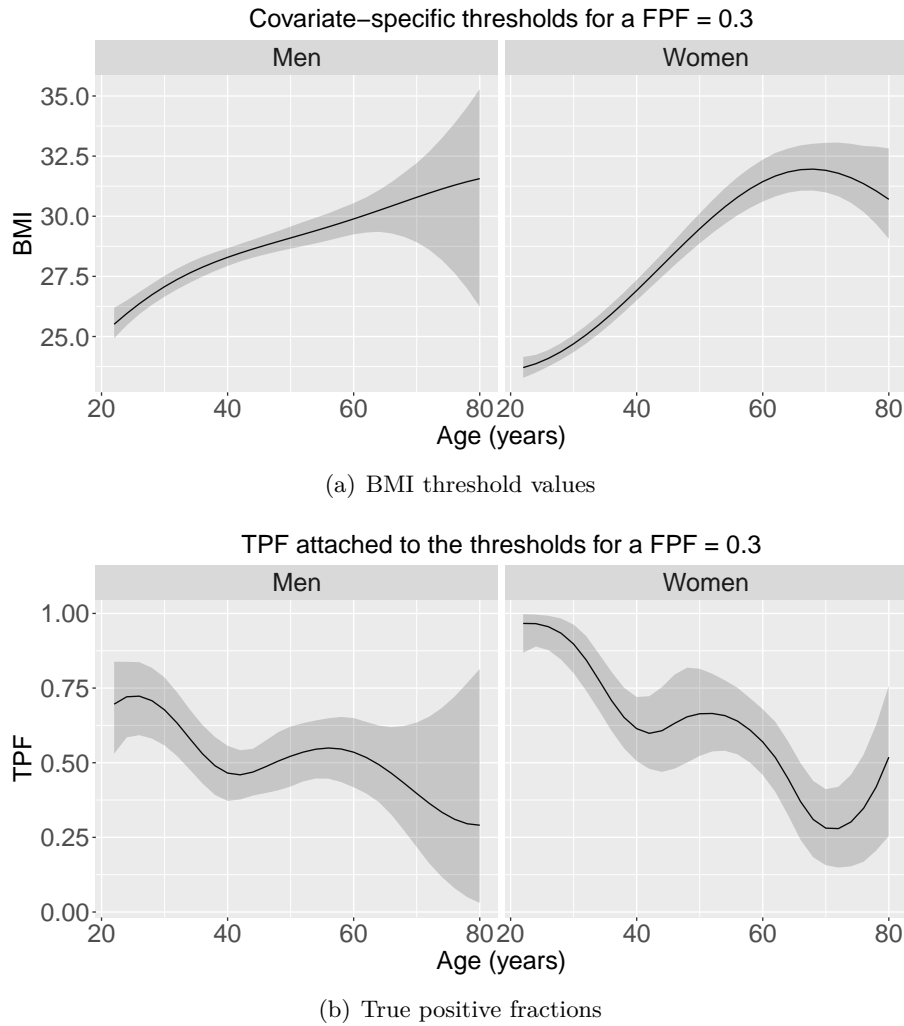 Covariate−specific thresholds for a FPF = 0.3
Men Women
35.0
32.5
30.0
27.5
25.0
BMI
20 40 60 80 20 40 60 80
Age (years)
(a) BMI threshold values
TPF attached to the thresholds for a FPF = 0.3
Men Women
1.00
0.75
0.50
0.25
0.00
TPF
20 40 60 80 20 40 60 80
Age (years)
(b) True positive fractions